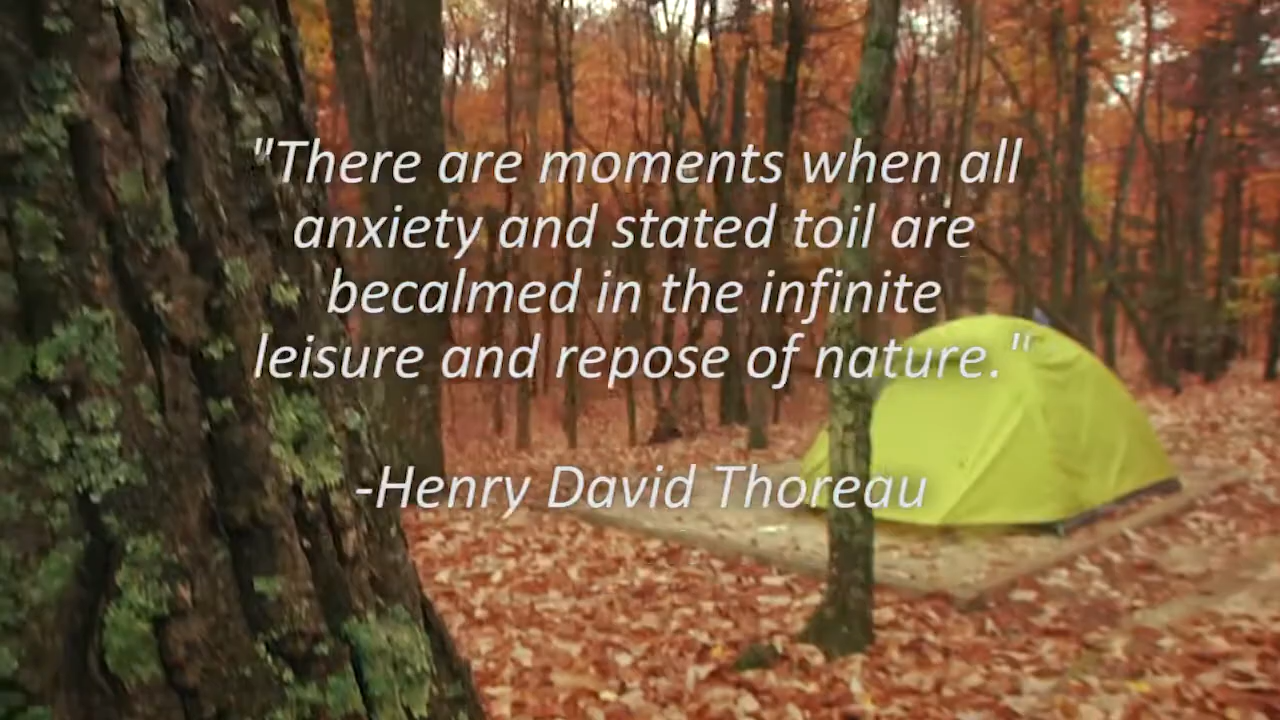 "There are moments when all
anxiety and stated toil are
becalmed in the infinite
leisure and repose of nature."
-Henry David Thoreau